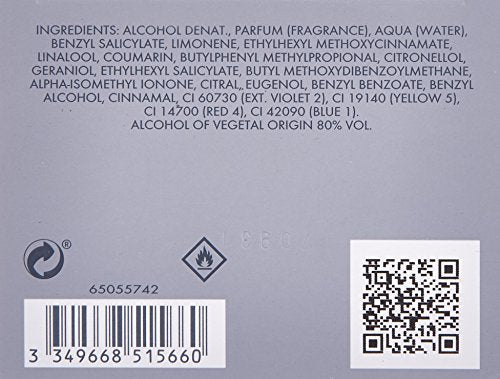 INGREDIENTS: ALCOHOL DENAT., PARFUM (FRAGRANCE), AQUA (WATER),
BENZYL SALICYLATE, LIMONENE, ETHYLHEXYL METHOXYCINNAMATE,
LINALOOL, COUMARIN, BUTYLPHENYL METHYLPROPIONAL, CITRONELLOL,
GERANIOL, ETHYLHEXYL SALICYLATE, BUTYL METHOXYDIBENZOYLMETHANE,
ALPHA-ISOMETHYL IONONE, CITRAL, EUGENOL, BENZYL BENZOATE, BENZYL
ALCOHOL, CINNAMAL, CI 60730 (EXT. VIOLET 2), CI 19140 (YELLOW 5),
CI 14700 (RED 4), CI 42090 (BLUE 1).
ALCOHOL OF VEGETAL ORIGIN 80% VOL.
®
65055742
3 349668 515660